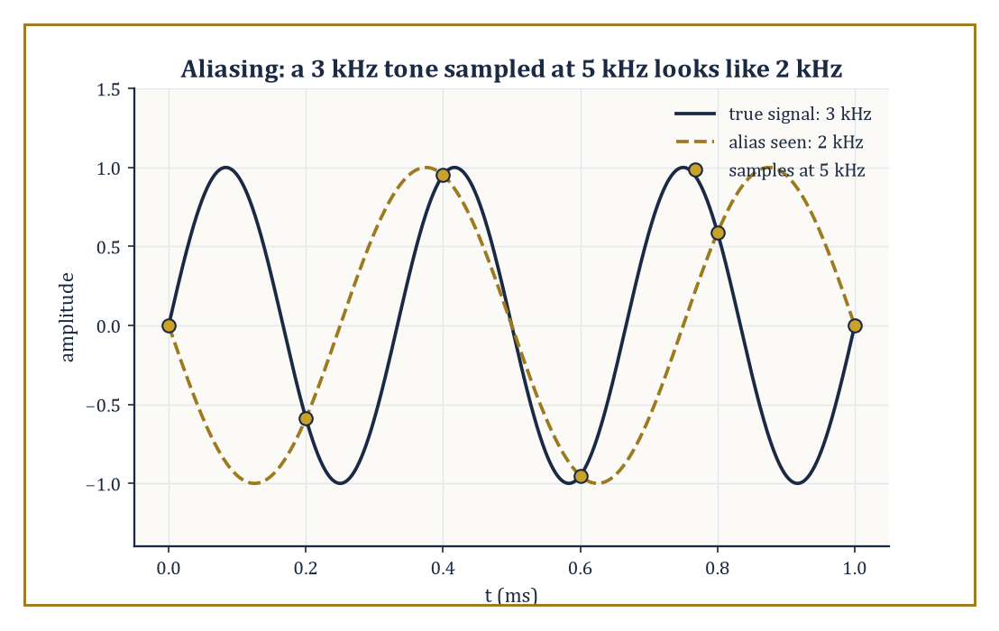 Aliasing: a 3 kHz tone sampled at 5 kHz looks like 2 kHz
true signal: 3 kHz
alias seen: 2 kHz
samples at 5 kHz
1.5
1.0
0.5
0.0
−0.5
−1.0
amplitude
0.0 0.2 0.4 0.6 0.8 1.0
t (ms)